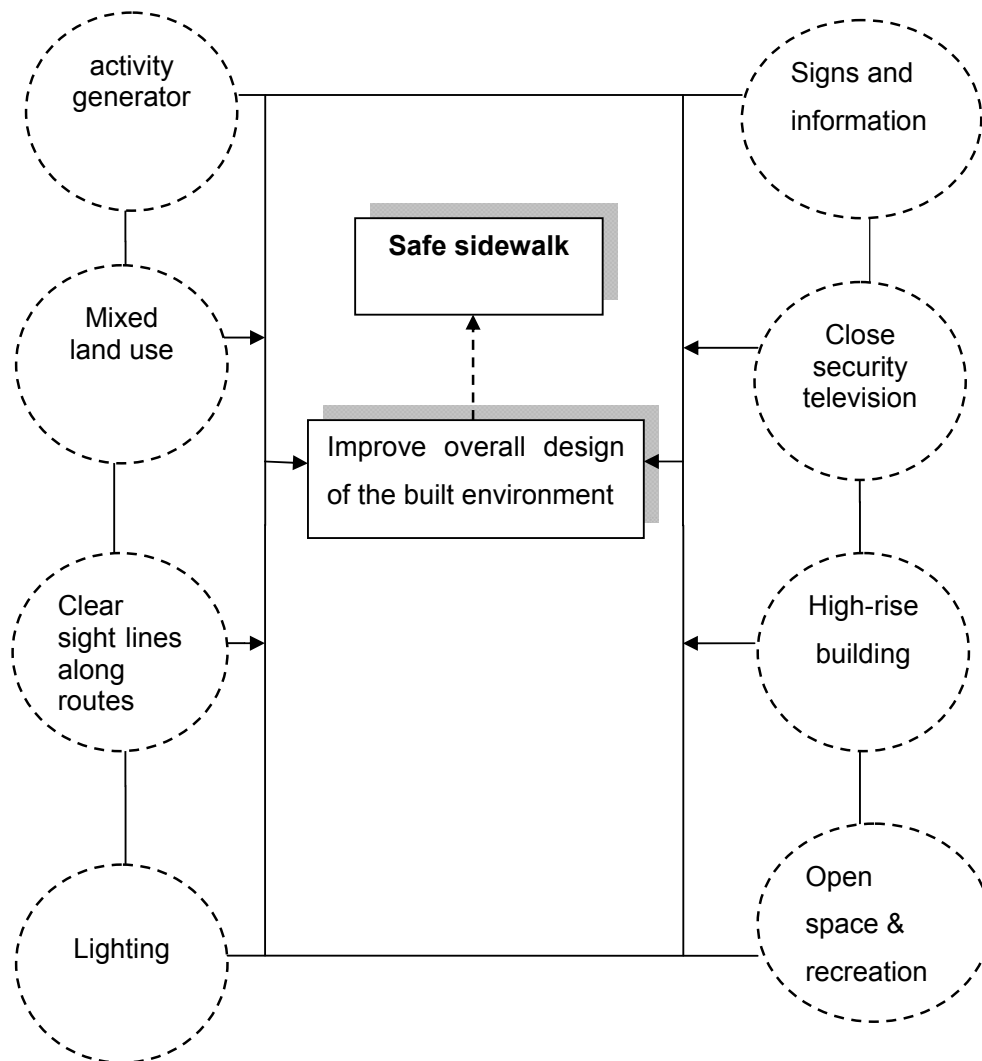 activity
generator
Signs and
information
Safe sidewalk
Mixed
land use
Close
security
television
Improve overall design
of the built environment
Clear
sight lines
along
routes
High-rise
building
Lighting
Open
space &
recreation